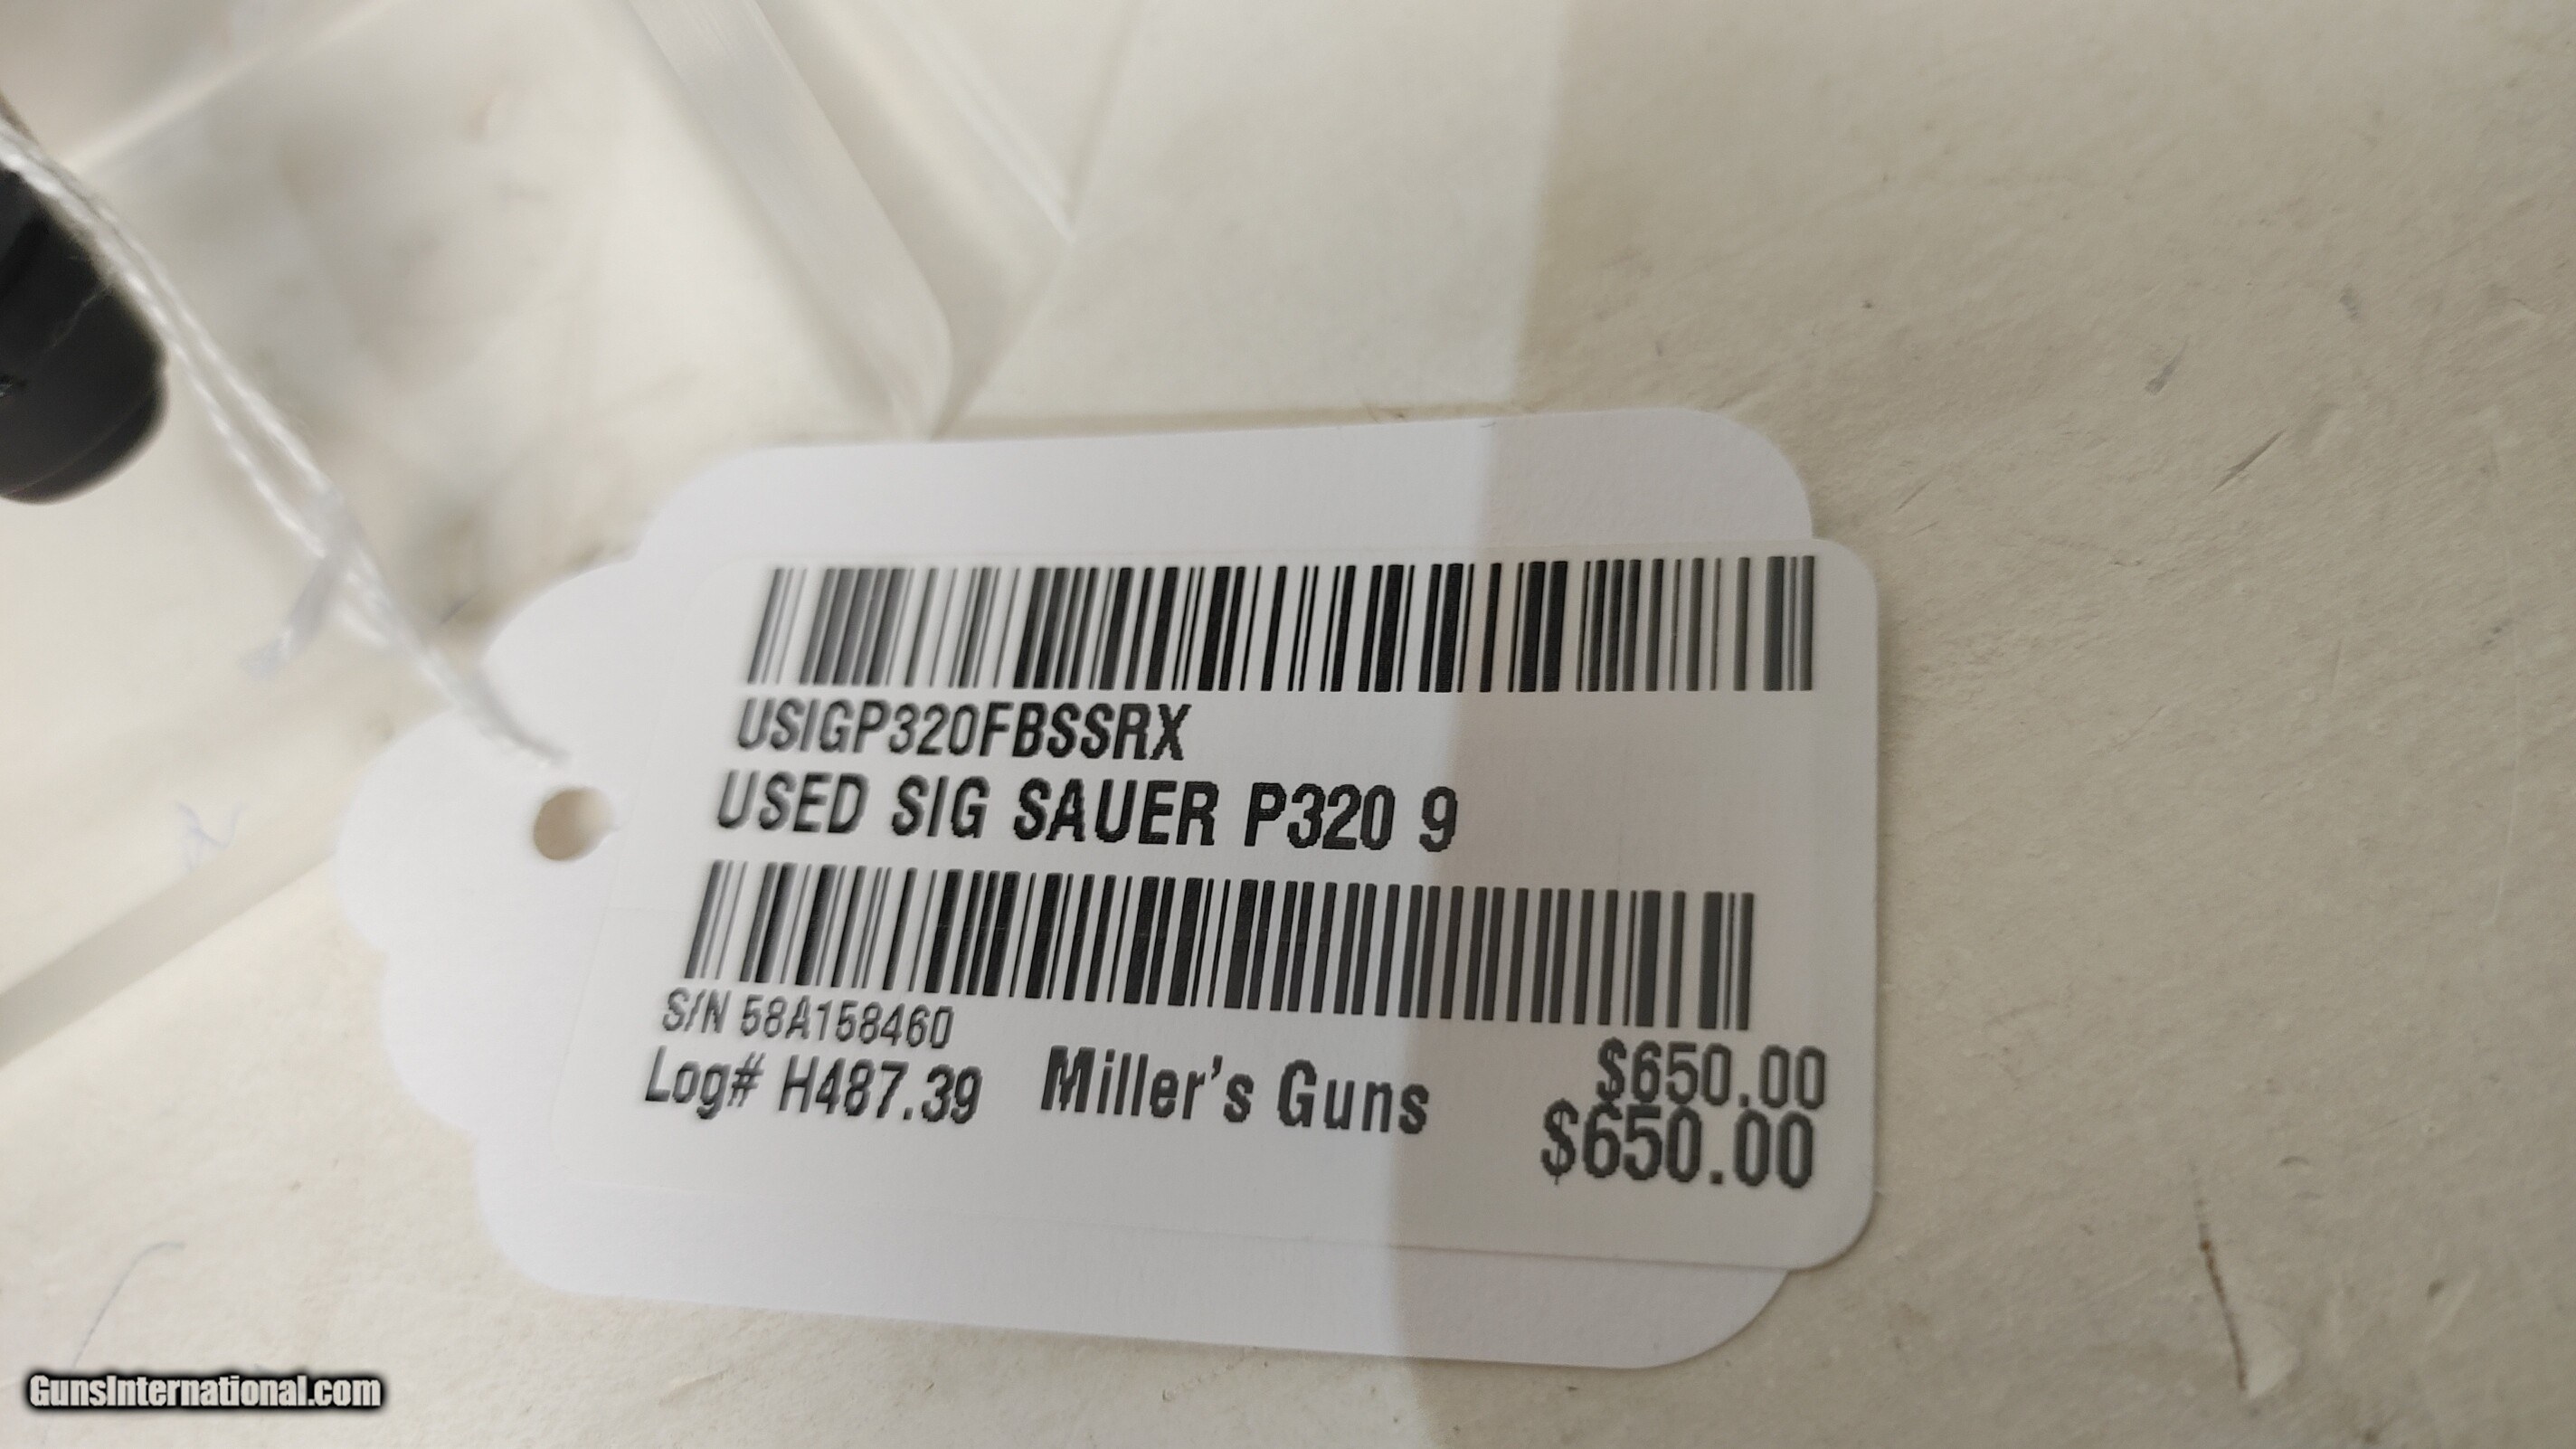 USIGP320FBSSRX
USED SIG SAUER P320 9
S/N 58A158460
Log# H487.39 Miller's Guns $650.00
$650.00
GunsInternational.com